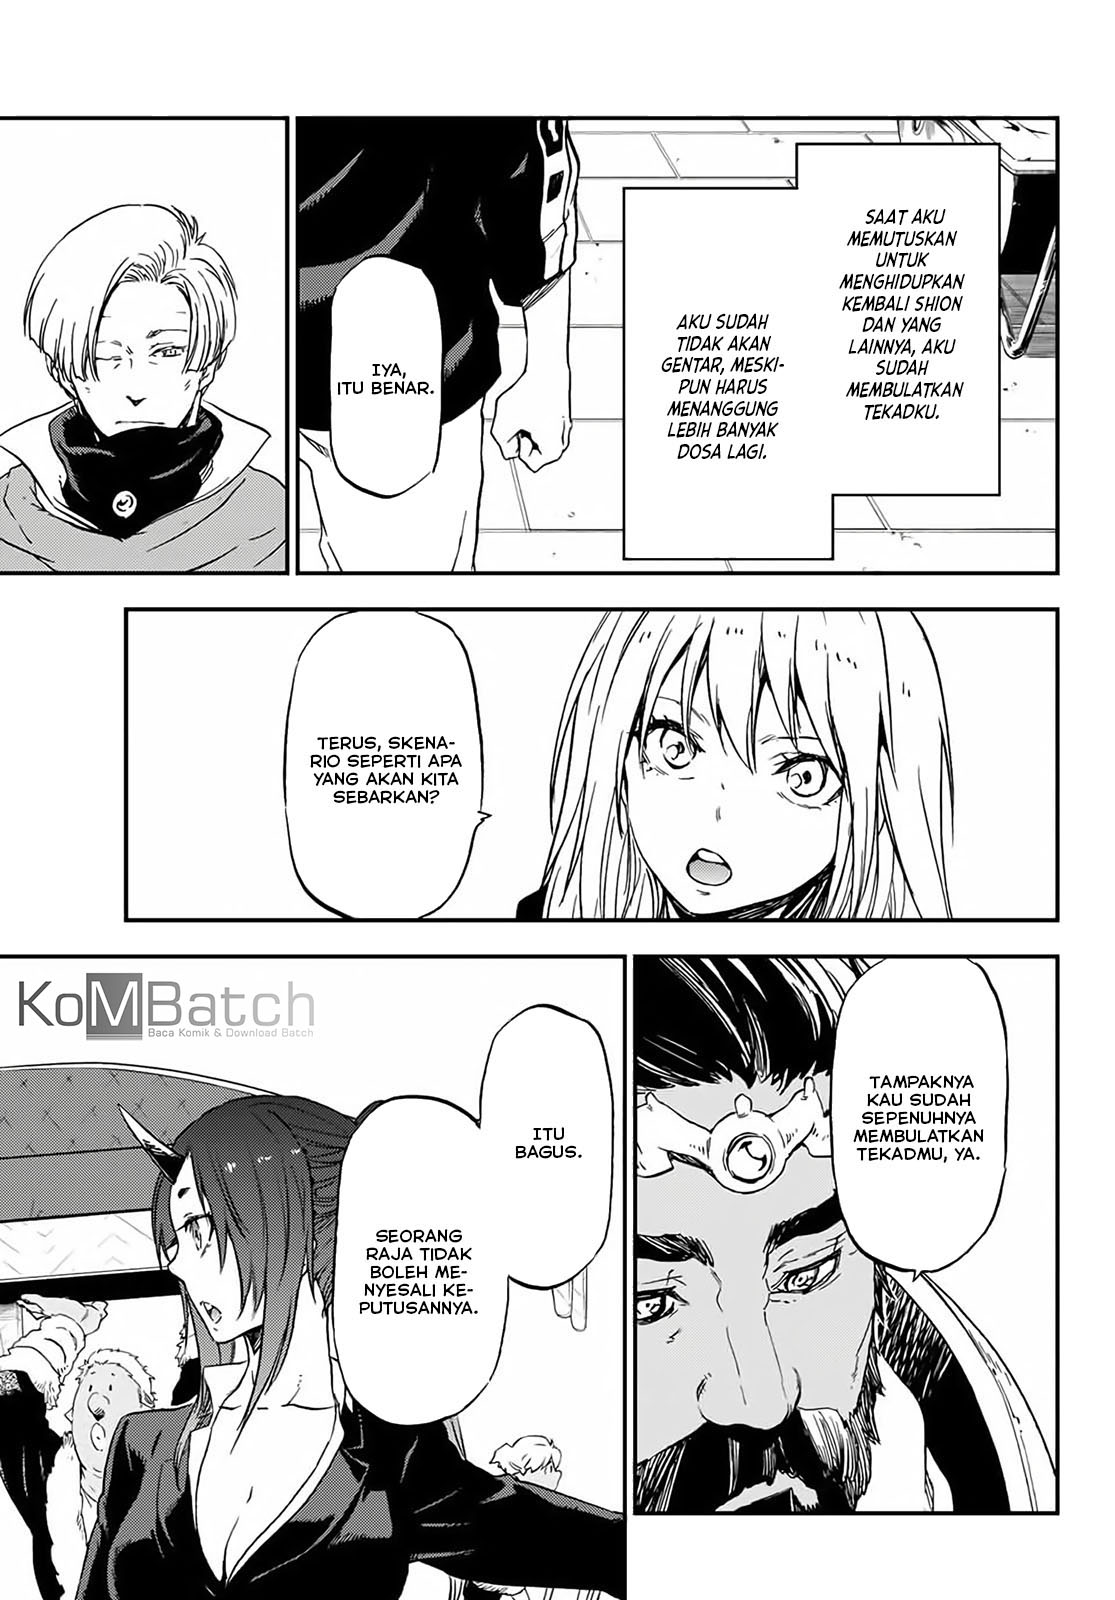 SAAT AKU
MEMUTUSKAN
UNTUK
MENGHIDUPKAN
KEMBALI SHION
DAN YANG
LAINNYA, AKU
SUDAH
MEMBULATKAN
TEKADKU.
AKU SUDAH
TIDAK AKAN
GENTAR, MESKI-
PUN HARUS
MENANGGUNG
LEBIH BANYAK
DOSA LAGI.
IYA,
ITU BENAR.
TERUS, SKENA-
RIO SEPERTI APA
YANG AKAN KITA
SEBARKAN?
TAMPAKNYA
KAU SUDAH
SEPENUHNYA
MEMBULATKAN
TEKADMU, YA.
ITU
BAGUS.
SEORANG
RAJA TIDAK
BOLEH ME-
NYESALI KE-
PUTUSANNYA.
KoMBatch
Baca Komik & Download Batch